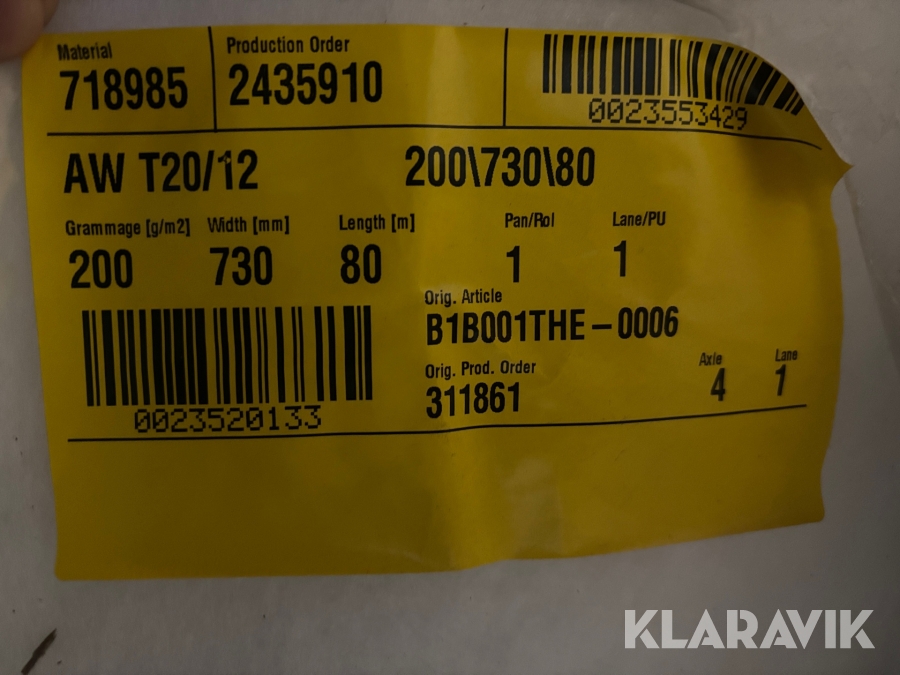 Material Production Order
718985 2435910
0023553429
AW T20/12 200\730\80
Grammage [g/m2] Width [mm] Length [m] Pan/Rol Lane/PU
200 730 80 1 1
Orig. Article
B1B001THE-0006
Orig. Prod. Order Axle Lane
311861 4 1
0023520133
KLARAVIK